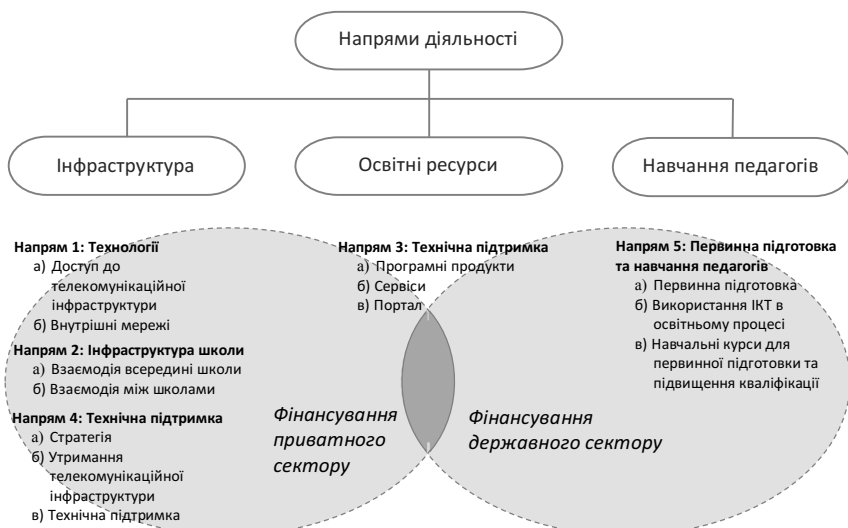 Напрями діяльності
Інфраструктура
Освітні ресурси
Навчання педагогів
Напрям 1: Технології
а) Доступ до
телекомунікаційної
інфраструктури
б) Внутрішні мережі
Напрям 2: Інфраструктура школи
а) Взаємодія всередині школи
б) Взаємодія між школами
Напрям 4: Технічна підтримка
а) Стратегія
б) Утримання
телекомунікаційної
інфраструктури
в) Технічна підтримка
Напрям 3: Технічна підтримка
а) Програмні продукти
б) Сервіси
в) Портал
Напрям 5: Первинна підготовка
та навчання педагогів
а) Первинна підготовка
б) Використання ІКТ в
освітньому процесі
в) Навчальні курси для
первинної підготовки та
підвищення кваліфікації
Фінансування
приватного
сектору
Фінансування
державного сектору